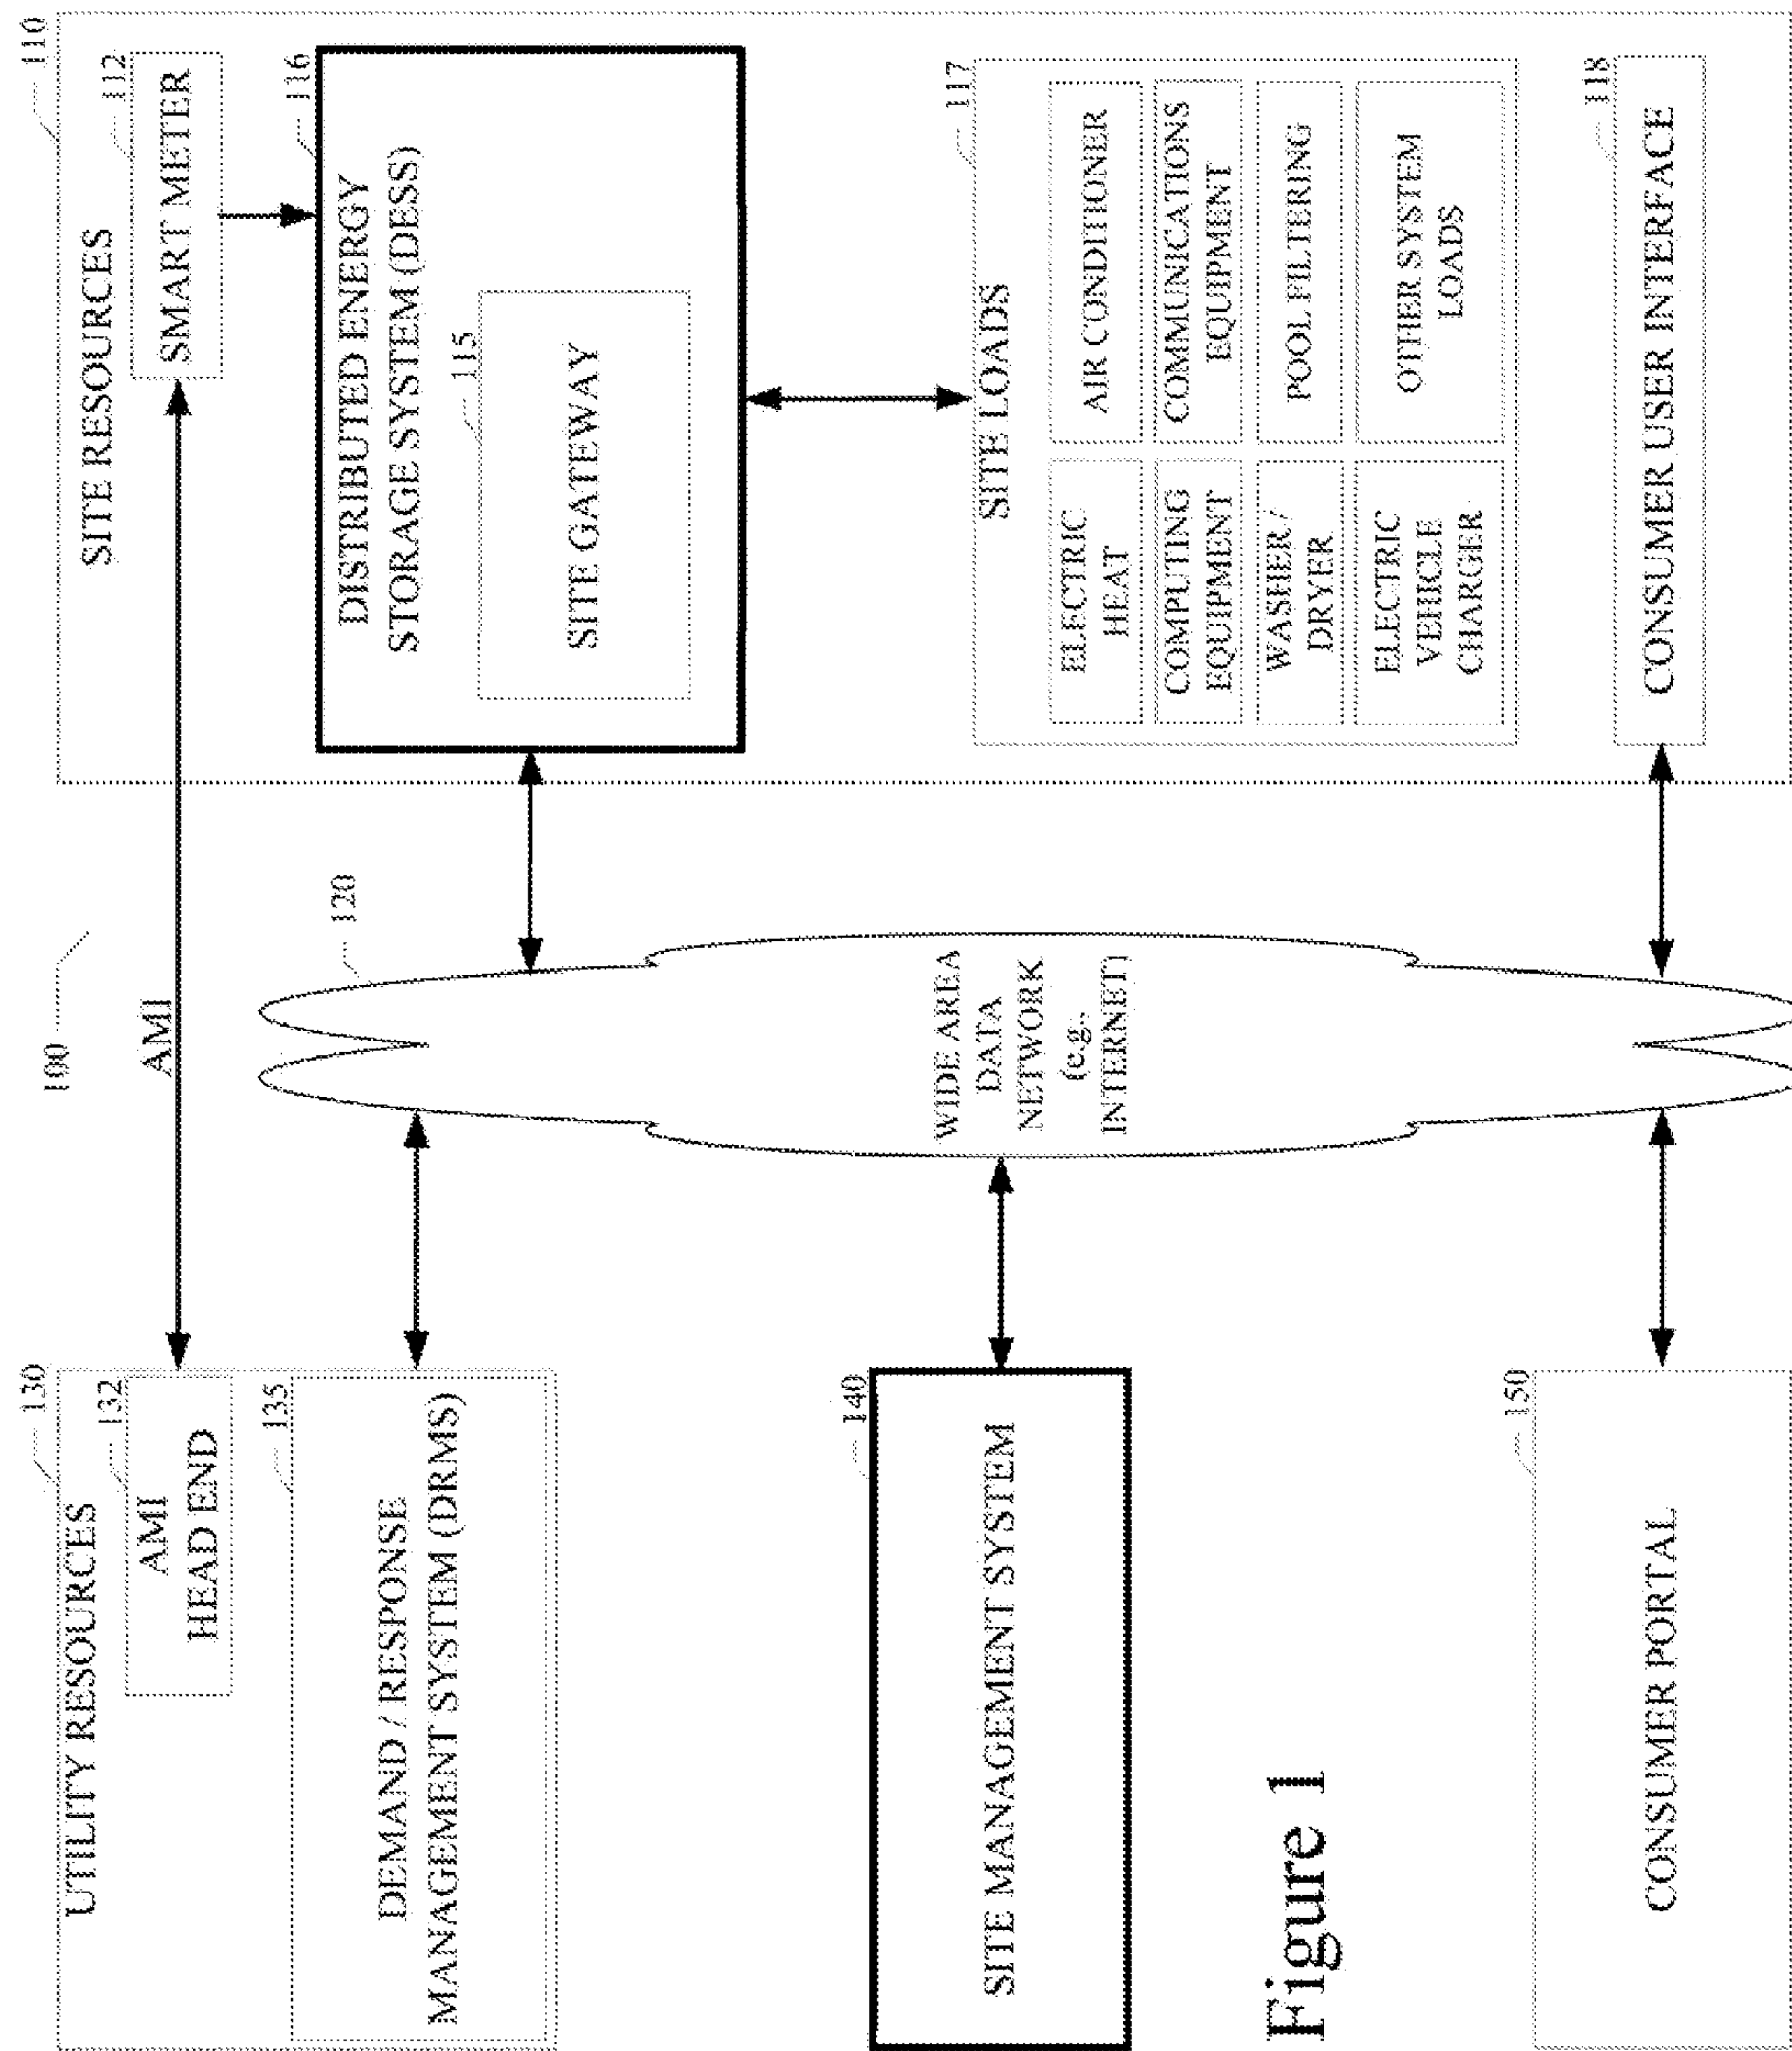 100
UTILITY RESOURCES
130
AMI
HEAD END
132
DEMAND / RESPONSE
MANAGEMENT SYSTEM (DRMS)
135
SITE MANAGEMENT SYSTEM
140
CONSUMER PORTAL
150
AMI
120
WIDE AREA
DATA
NETWORK
(e.g.,
INTERNET)
110
SITE RESOURCES
112
SMART METER
116
DISTRIBUTED ENERGY
STORAGE SYSTEM (DESS)
115
SITE GATEWAY
117
SITE LOADS
ELECTRIC
HEAT
AIR CONDITIONER
COMPUTING
EQUIPMENT
COMMUNICATIONS
EQUIPMENT
WASHER /
DRYER
POOL FILTERING
ELECTRIC
VEHICLE
CHARGER
OTHER SYSTEM
LOADS
118
CONSUMER USER INTERFACE
Figure 1